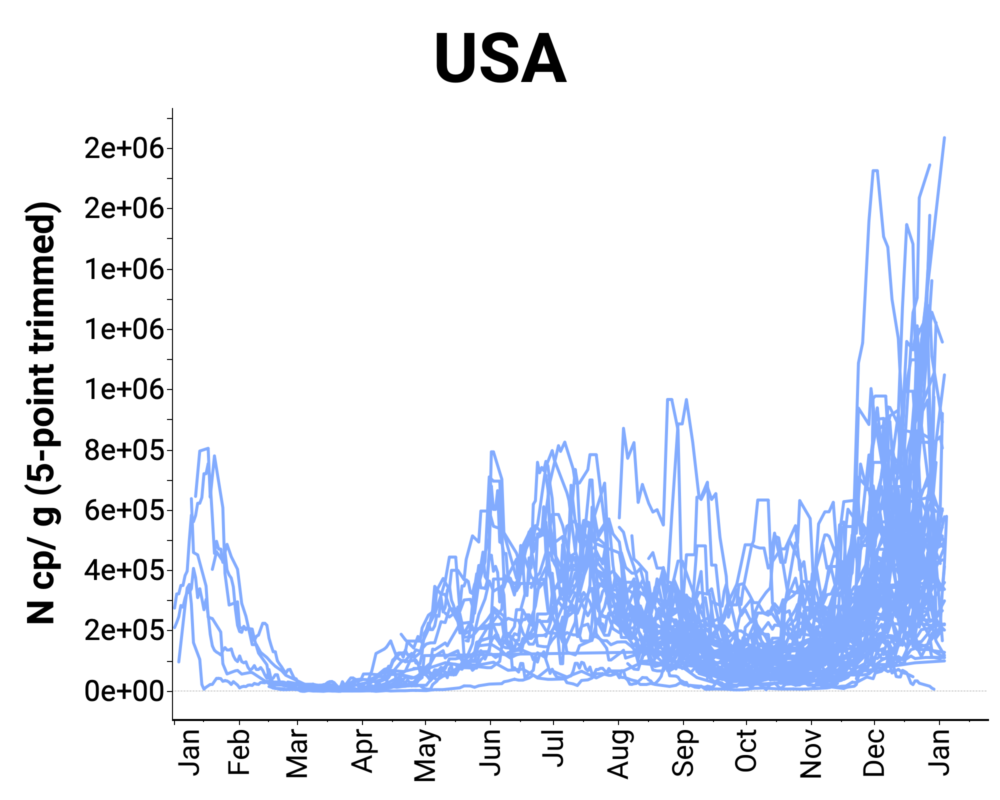 USA
N cp/ g (5-point trimmed)
2e+06
2e+06
1e+06
1e+06
1e+06
8e+05
6e+05
4e+05
2e+05
0e+00
Jan
Feb
Mar
Apr
May
Jun
Jul
Aug
Sep
Oct
Nov
Dec
Jan